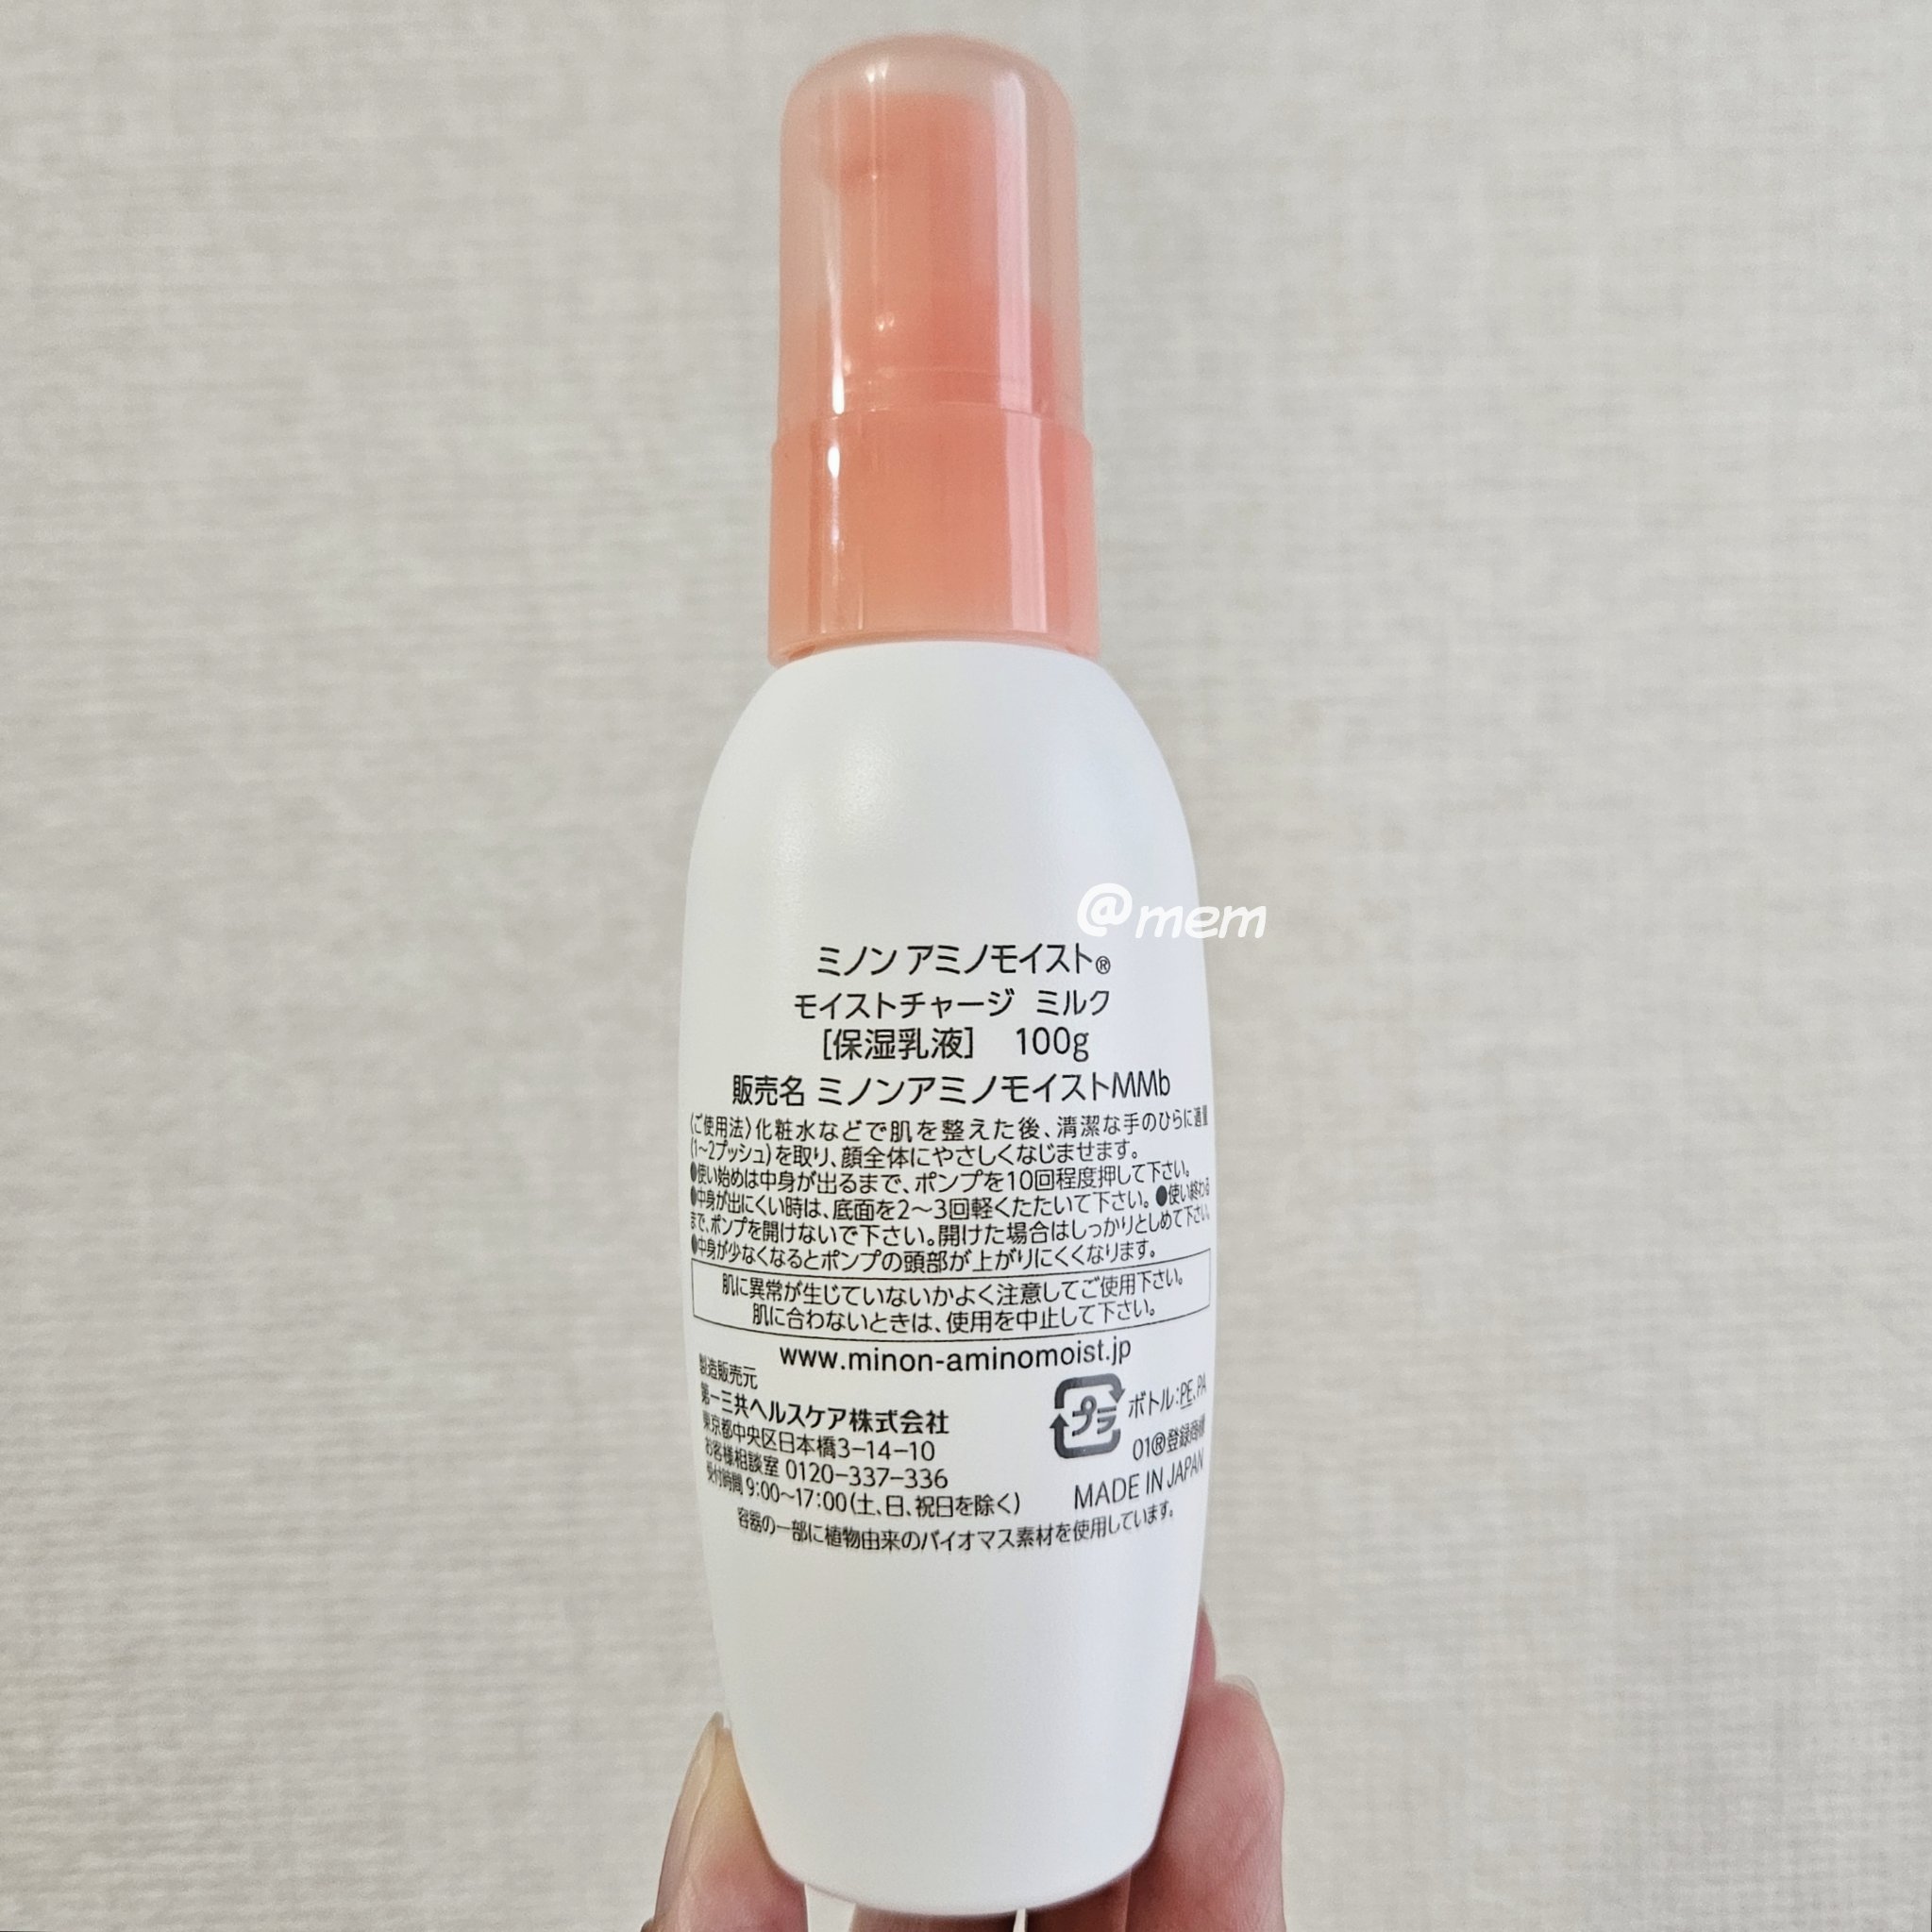 @mem
ミノン アミノモイスト®
モイストチャージ ミルク
[保湿乳液] 100g
販売名 ミノンアミノモイストMMb
〈ご使用法〉化粧水などで肌を整えた後、清潔な手のひらに適量
(1〜2プッシュ)を取り、顔全体にやさしくなじませます。
●使い始めは中身が出るまで、ポンプを10回程度押して下さい。
●中身が出にくい時は、底面を2〜3回軽くたたいて下さい。●使い終わる
まで、ポンプを開けないで下さい。開けた場合はしっかりとしめて下さい。
●中身が少なくなるとポンプの頭部が上がりにくくなります。
肌に異常が生じていないかよく注意してご使用下さい。
肌に合わないときは、使用を中止して下さい。
www.minon-aminomoist.jp
製造販売元
第一三共ヘルスケア株式会社
東京都中央区日本橋3-14-10
お客様相談室 0120-337-336
受付時間 9:00〜17:00(土、日、祝日を除く)
プラ ボトル:PE,PA
01®登録商標
MADE IN JAPAN
容器の一部に植物由来のバイオマス素材を使用しています。